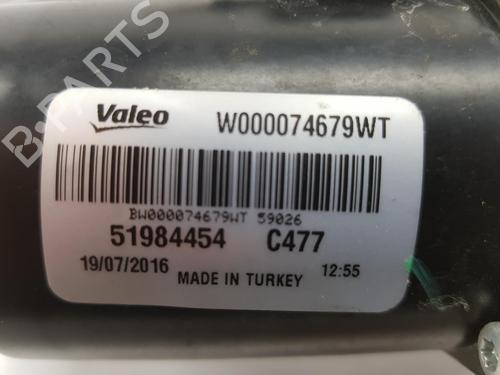 B-PARTS
Valeo W000074679WT
BW000074679WT 59026
51984454 C477
19/07/2016 MADE IN TURKEY 12:55